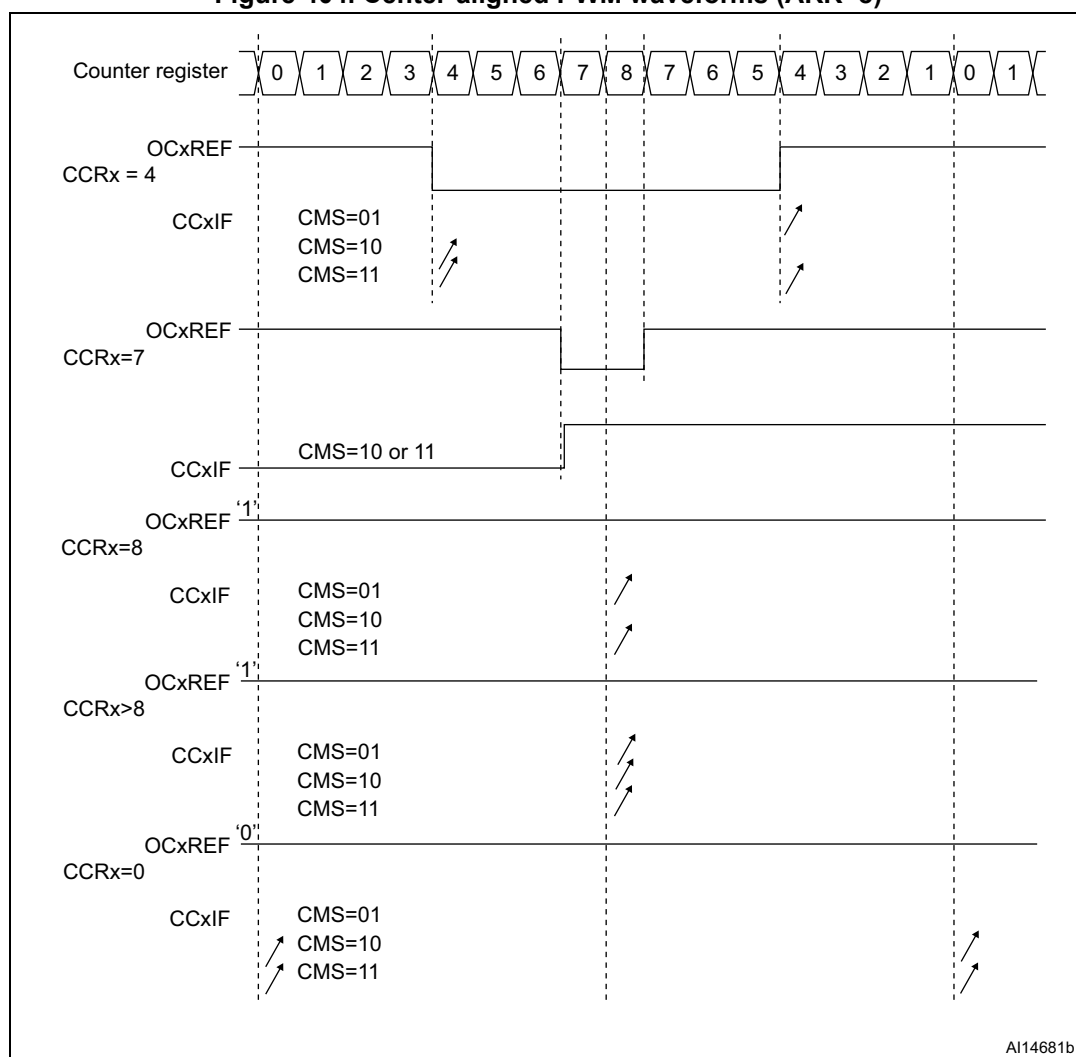 Figure Center-aligned PWM waveforms (ARR=8)
Counter register 0 1 2 3 4 5 6 7 8 7 6 5 4 3 2 1 0 1
OCxREF
CCRx = 4
CCxIF CMS=01
CMS=10
CMS=11
OCxREF
CCRx=7
CMS=10 or 11
CCxIF
'1'
OCxREF
CCRx=8
CCxIF CMS=01
CMS=10
CMS=11
'1'
OCxREF
CCRx>8
CCxIF CMS=01
CMS=10
CMS=11
'0'
OCxREF
CCRx=0
CCxIF CMS=01
CMS=10
CMS=11
AI14681b